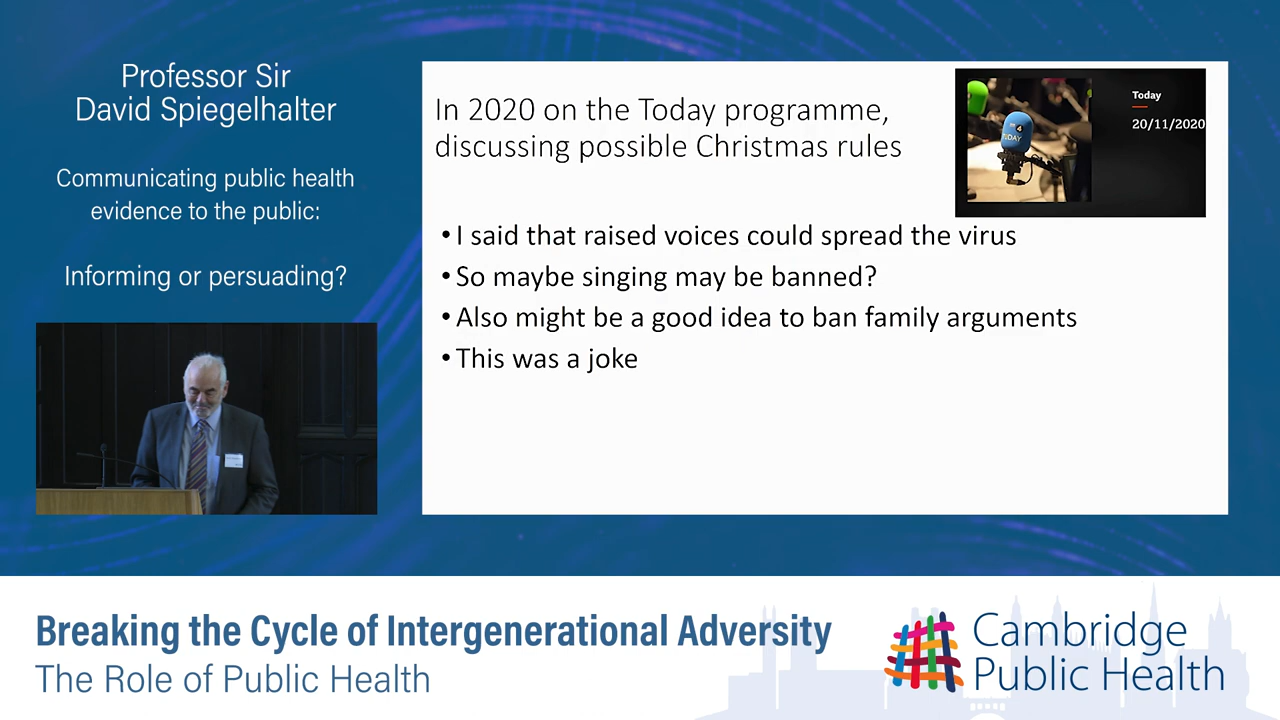 Professor Sir
David Spiegelhalter
Communicating public health
evidence to the public:
Informing or persuading?
In 2020 on the Today programme,
discussing possible Christmas rules
Today
20/11/2020
4
TODAY
• I said that raised voices could spread the virus
• So maybe singing may be banned?
• Also might be a good idea to ban family arguments
• This was a joke
Breaking the Cycle of Intergenerational Adversity
The Role of Public Health
Cambridge
Public Health